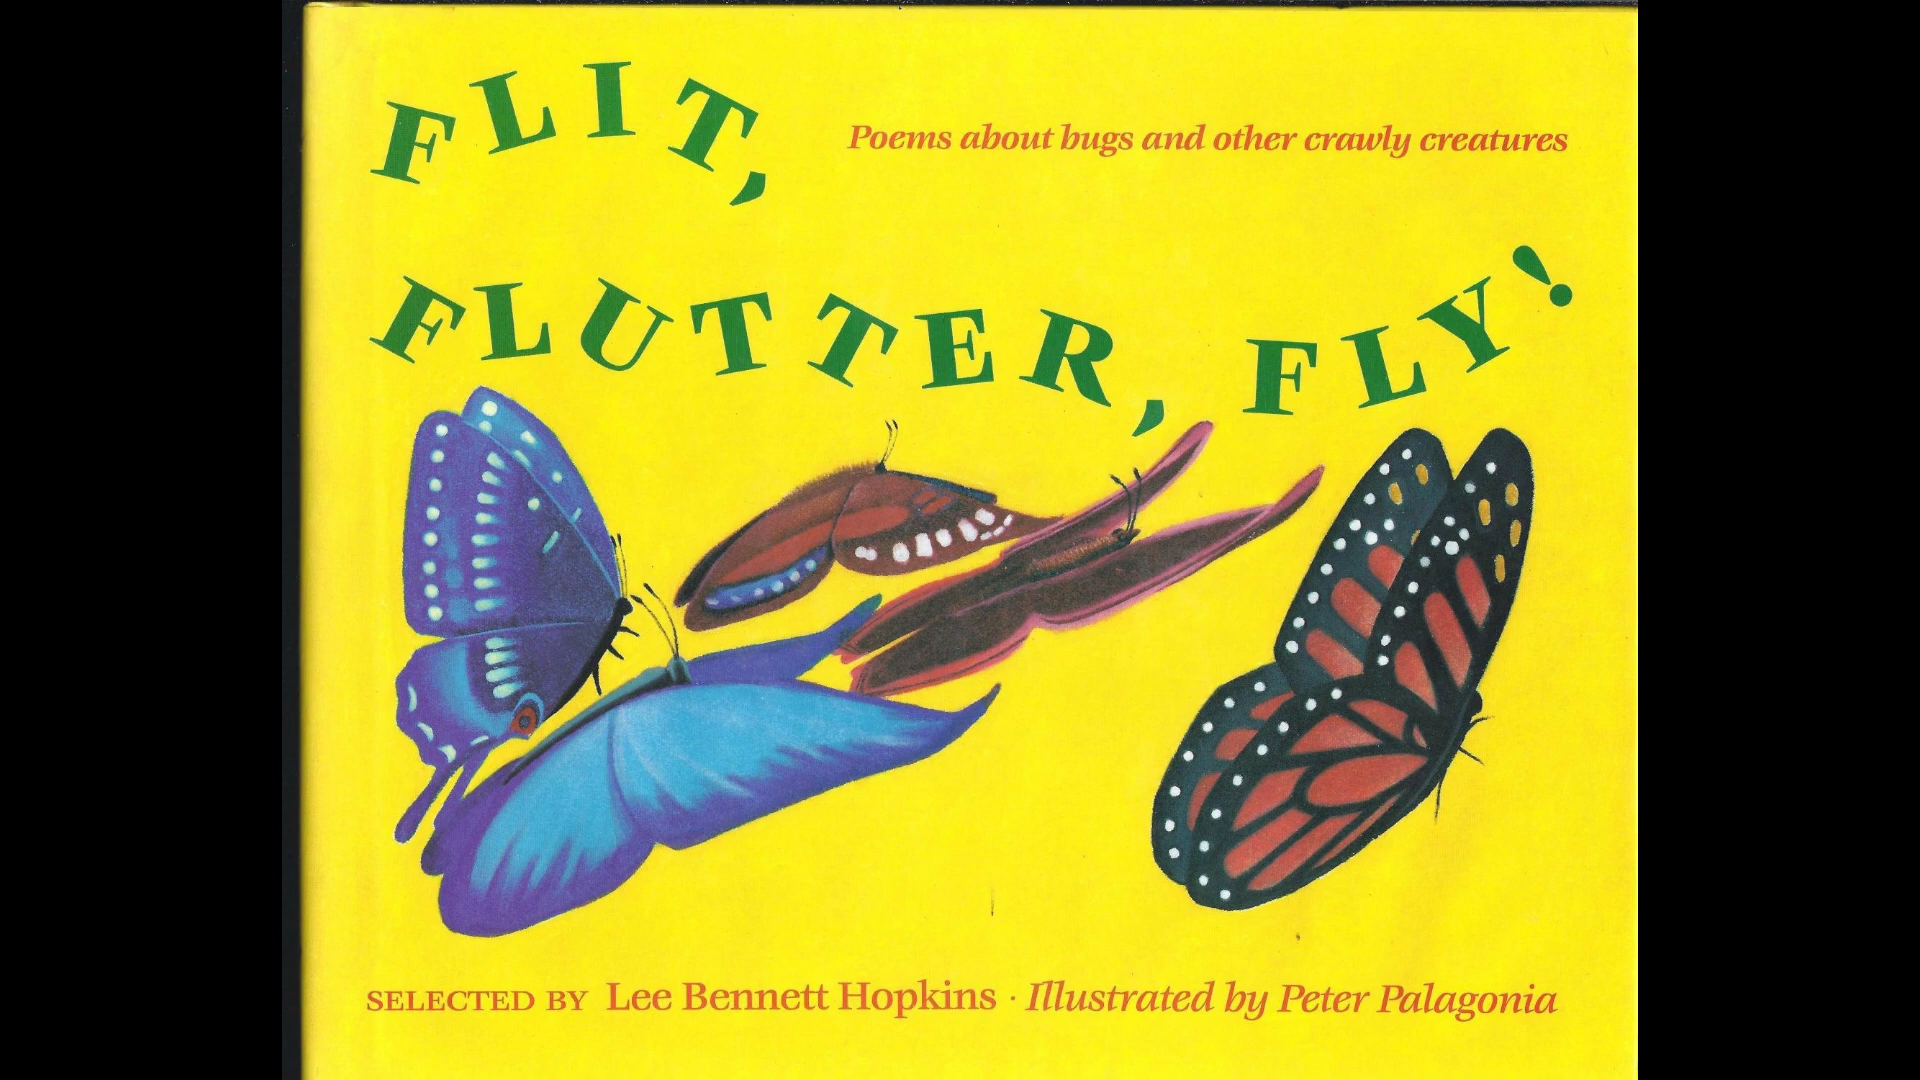 FLIT,
Poems about bugs and other crawly creatures
FLUTTER, FLY!
SELECTED BY Lee Bennett Hopkins · Illustrated by Peter Palagonia